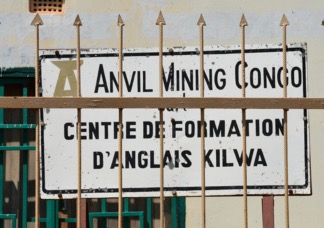 ANVIL MINING CONGO
CENTRE DE FORMATION
D'ANGLAIS KILWA